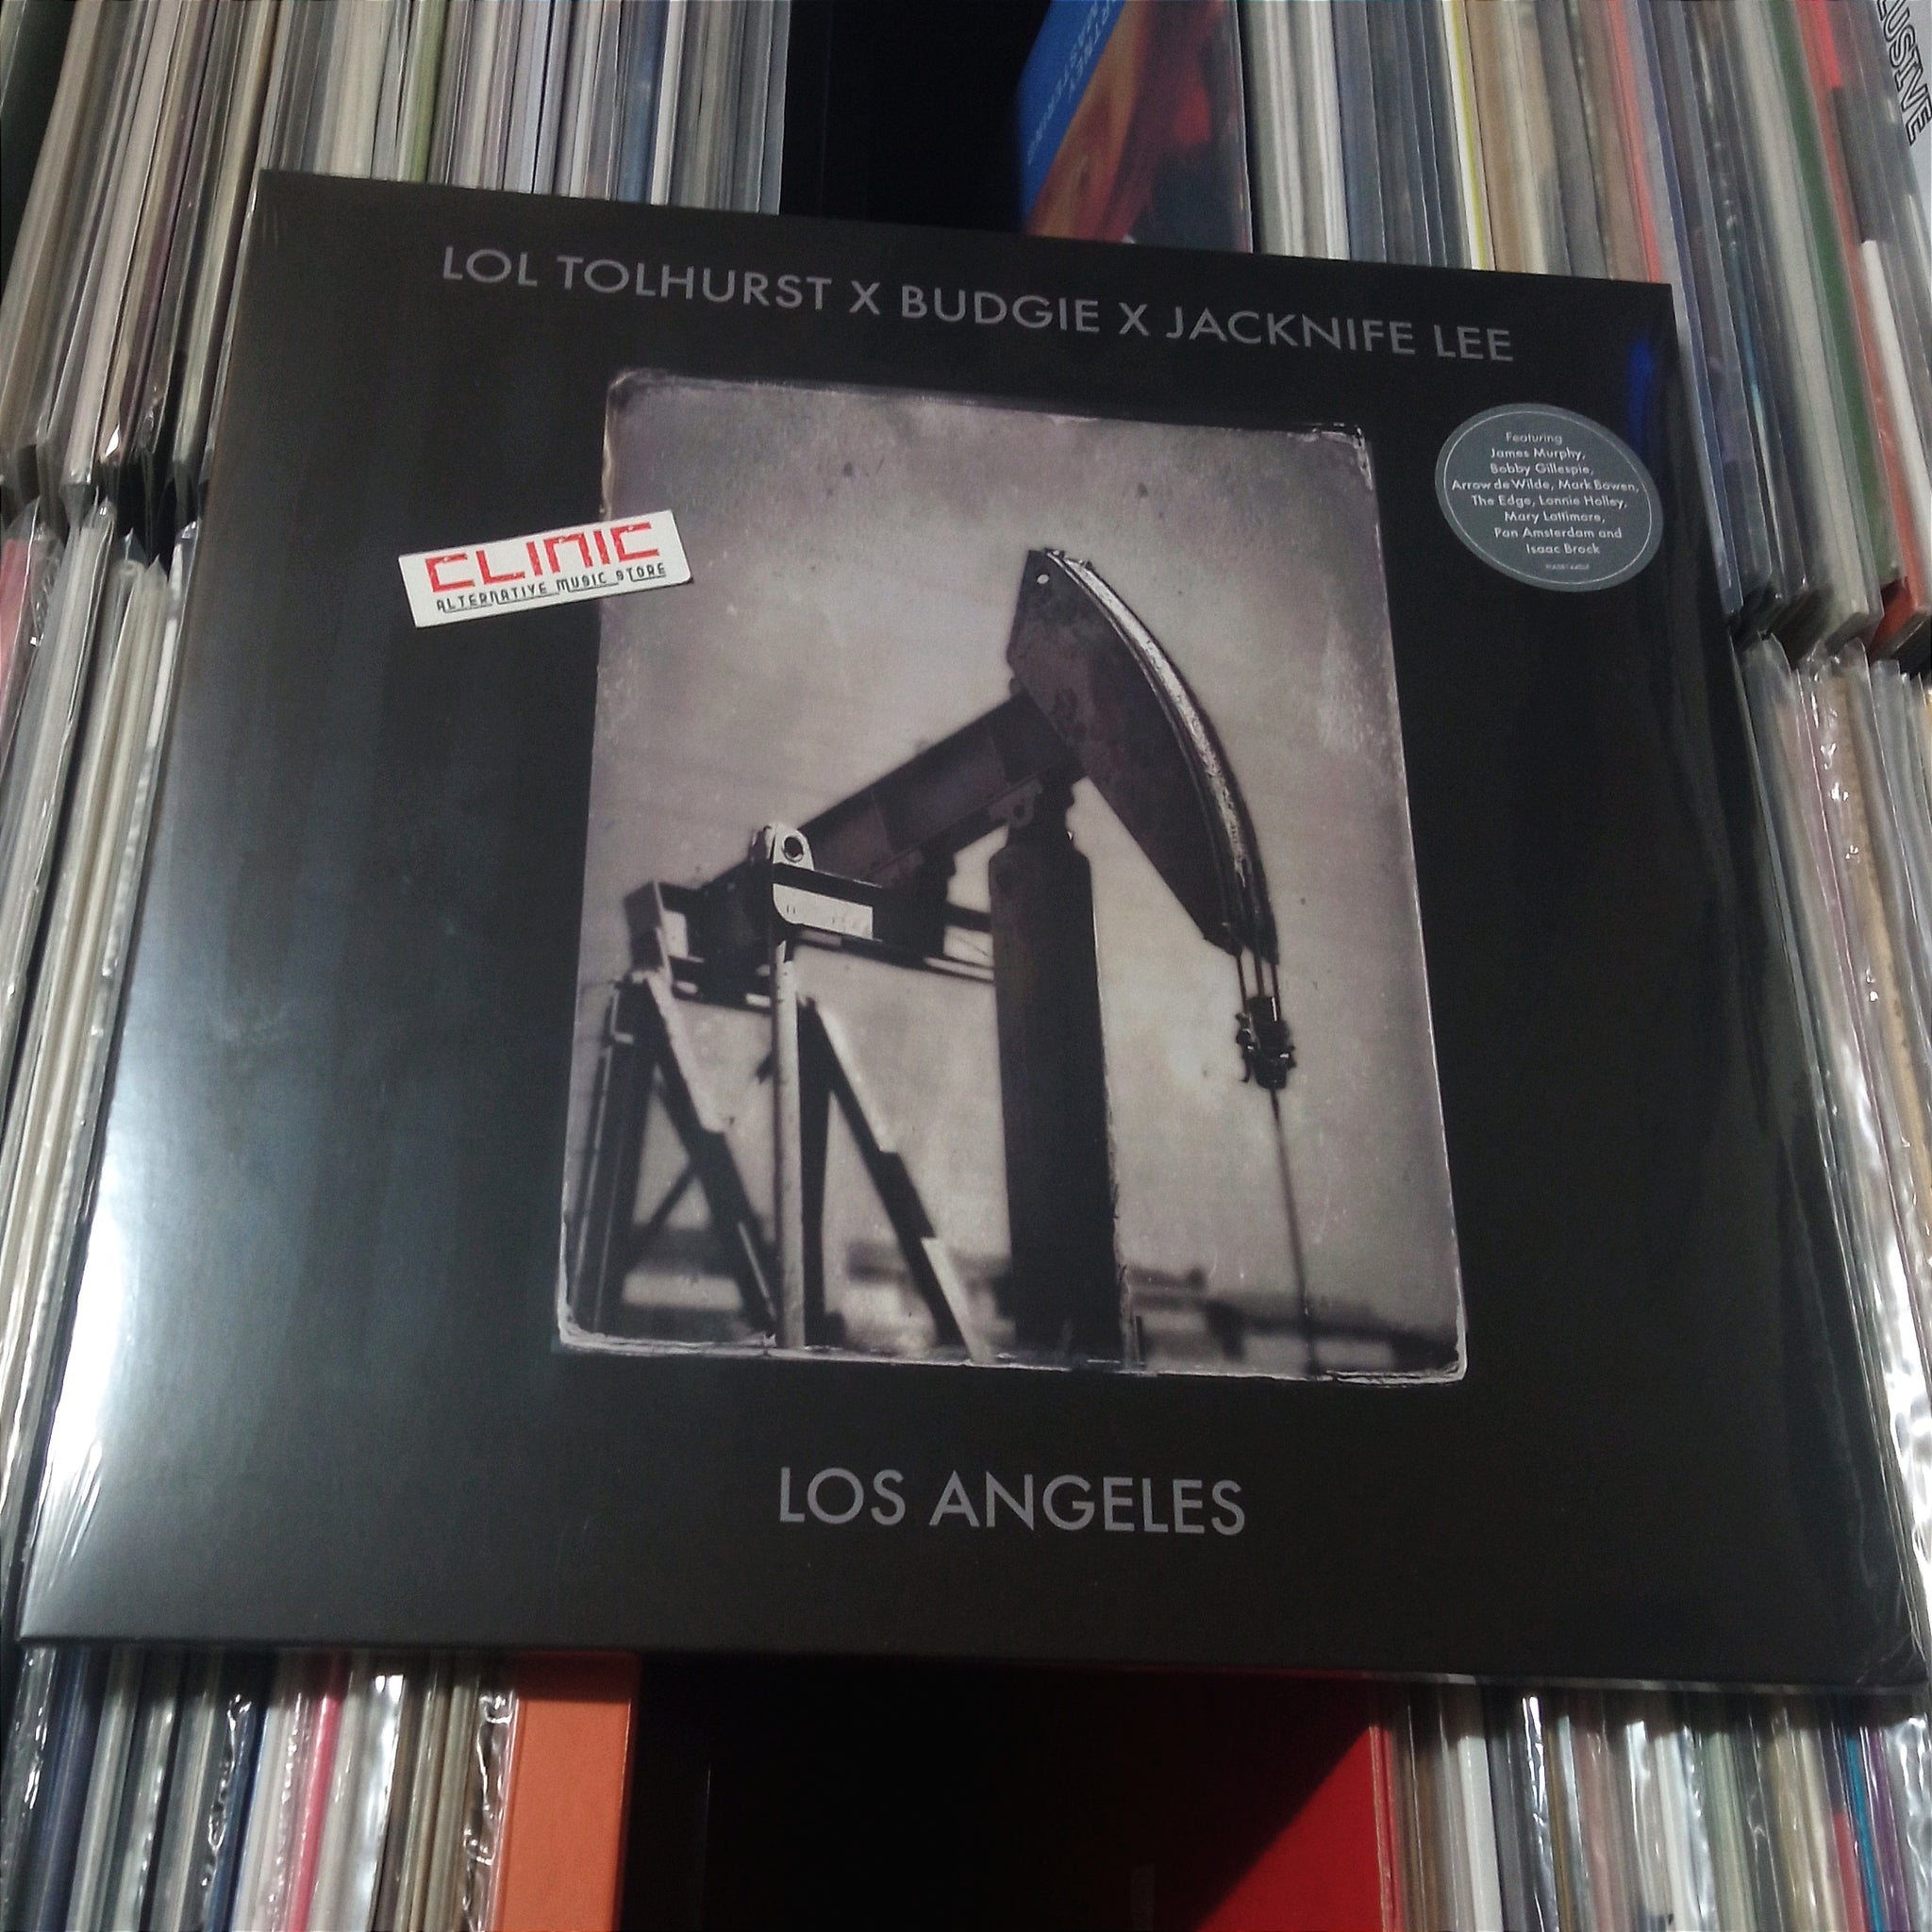 LUSIVE
LOL TOLHURST X BUDGIE X JACKNIFE LEE
Featuring
James Murphy,
Bobby Gillespie,
Arrow de Wilde, Mark Bowen,
The Edge, Lonnie Holley,
Mary Lattimore,
Pan Amsterdam and
Isaac Brock
CLINIC
ALTERNATIVE MUSIC STORE
LOS ANGELES